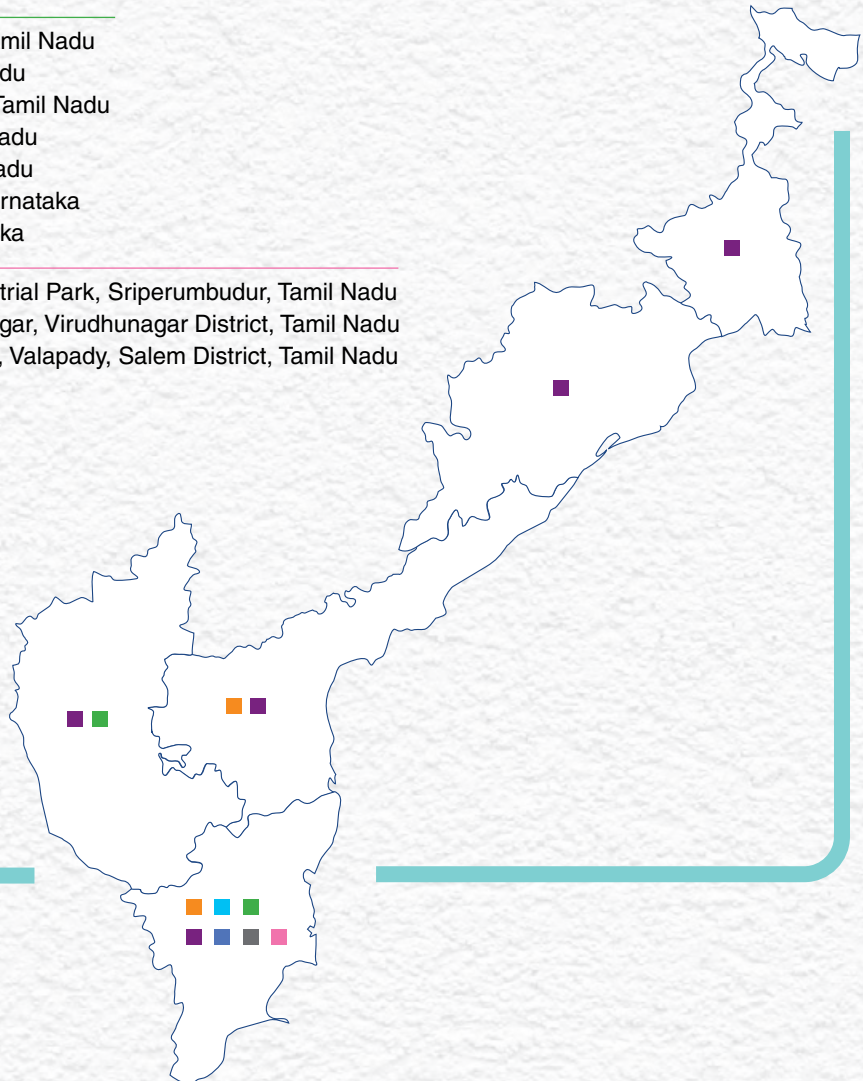 mil Nadu
du
Tamil Nadu
adu
adu
rnataka
ka
trial Park, Sriperumbudur, Tamil Nadu
gar, Virudhunagar District, Tamil Nadu
, Valapady, Salem District, Tamil Nadu